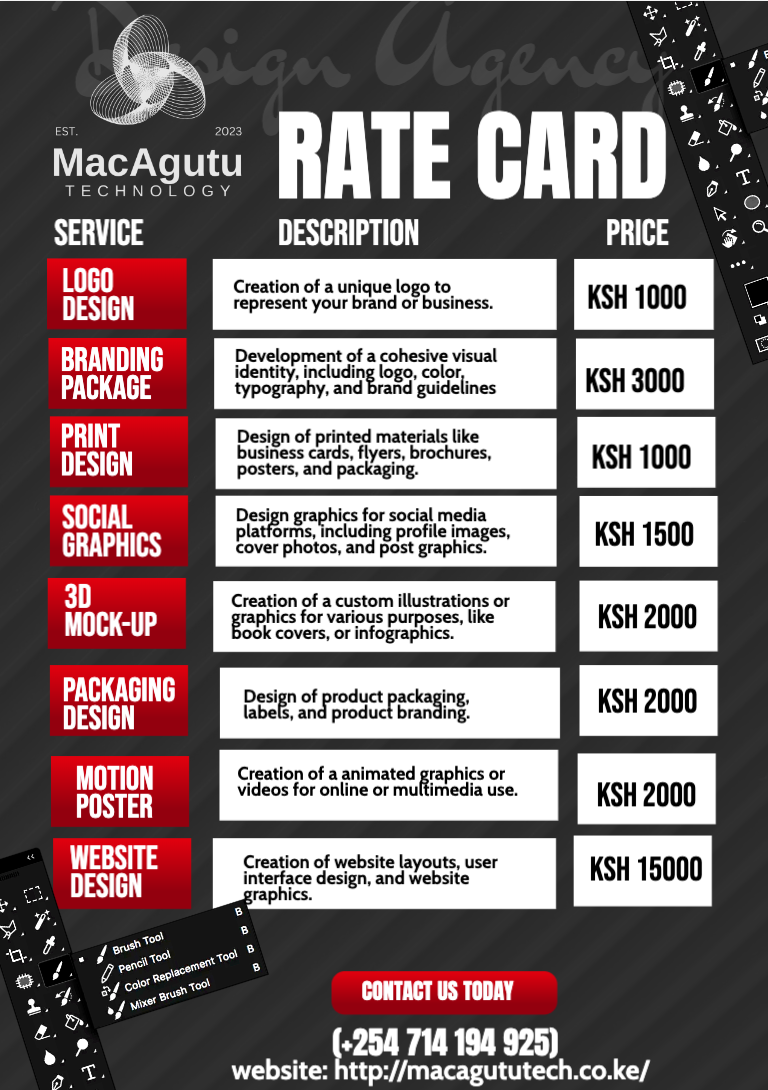 Design Agency
EST. 2023
MacAgutu
TECHNOLOGY
RATE CARD
SERVICE DESCRIPTION PRICE
LOGO
DESIGN
Creation of a unique logo to
represent your brand or business.
KSH 1000
BRANDING
PACKAGE
Development of a cohesive visual
identity, including logo, color,
typography, and brand guidelines
KSH 3000
PRINT
DESIGN
Design of printed materials like
business cards, flyers, brochures,
posters, and packaging.
KSH 1000
SOCIAL
GRAPHICS
Design graphics for social media
platforms, including profile images,
cover photos, and post graphics.
KSH 1500
3D
MOCK-UP
Creation of a custom illustrations or
graphics for various purposes, like
book covers, or infographics.
KSH 2000
PACKAGING
DESIGN
Design of product packaging,
labels, and product branding.
KSH 2000
MOTION
POSTER
Creation of a animated graphics or
videos for online or multimedia use.
KSH 2000
WEBSITE
DESIGN
Creation of website layouts, user
interface design, and website
graphics.
KSH 15000
Brush Tool B
Pencil Tool B
Color Replacement Tool B
Mixer Brush Tool B
CONTACT US TODAY
(+254 714 194 925)
website: http://macagututech.co.ke/